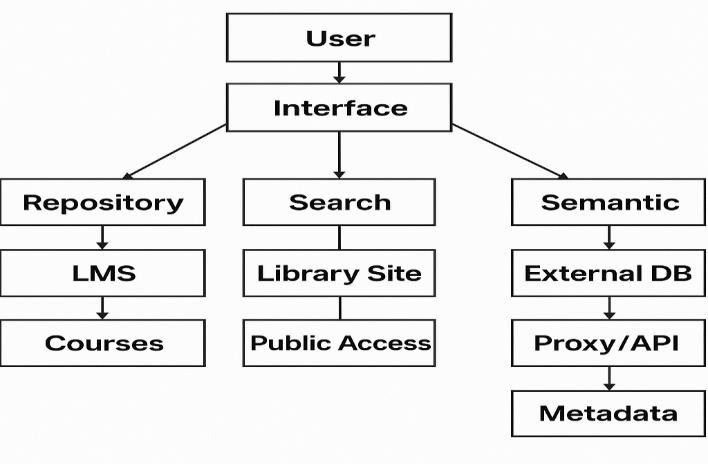 User
Interface
Repository
Search
Semantic
LMS
Library Site
External DB
Courses
Public Access
Proxy/API
Metadata